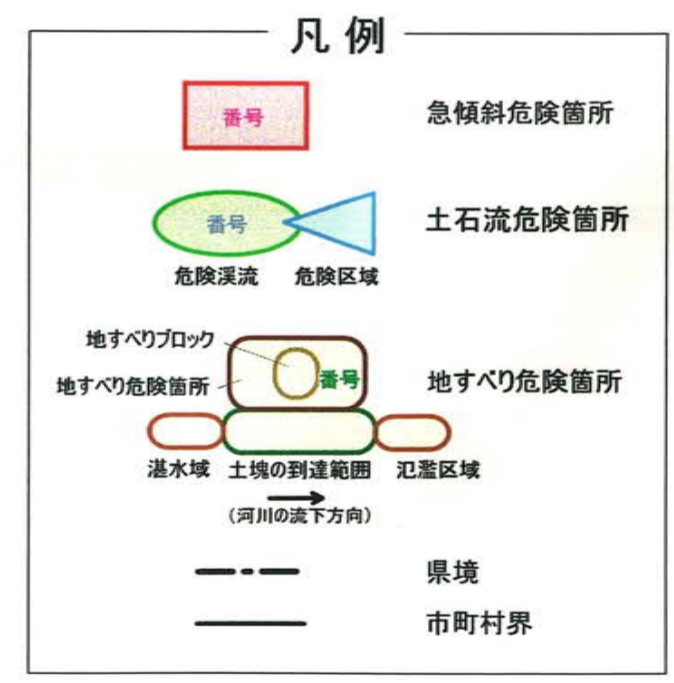 凡例
番号
急傾斜危険箇所
番号
土石流危険箇所
危険渓流
危険区域
地すべりブロック
地すべり危険箇所
番号
地すべり危険箇所
湛水域
土塊の到達範囲
氾濫区域
(河川の流下方向)
県境
市町村界